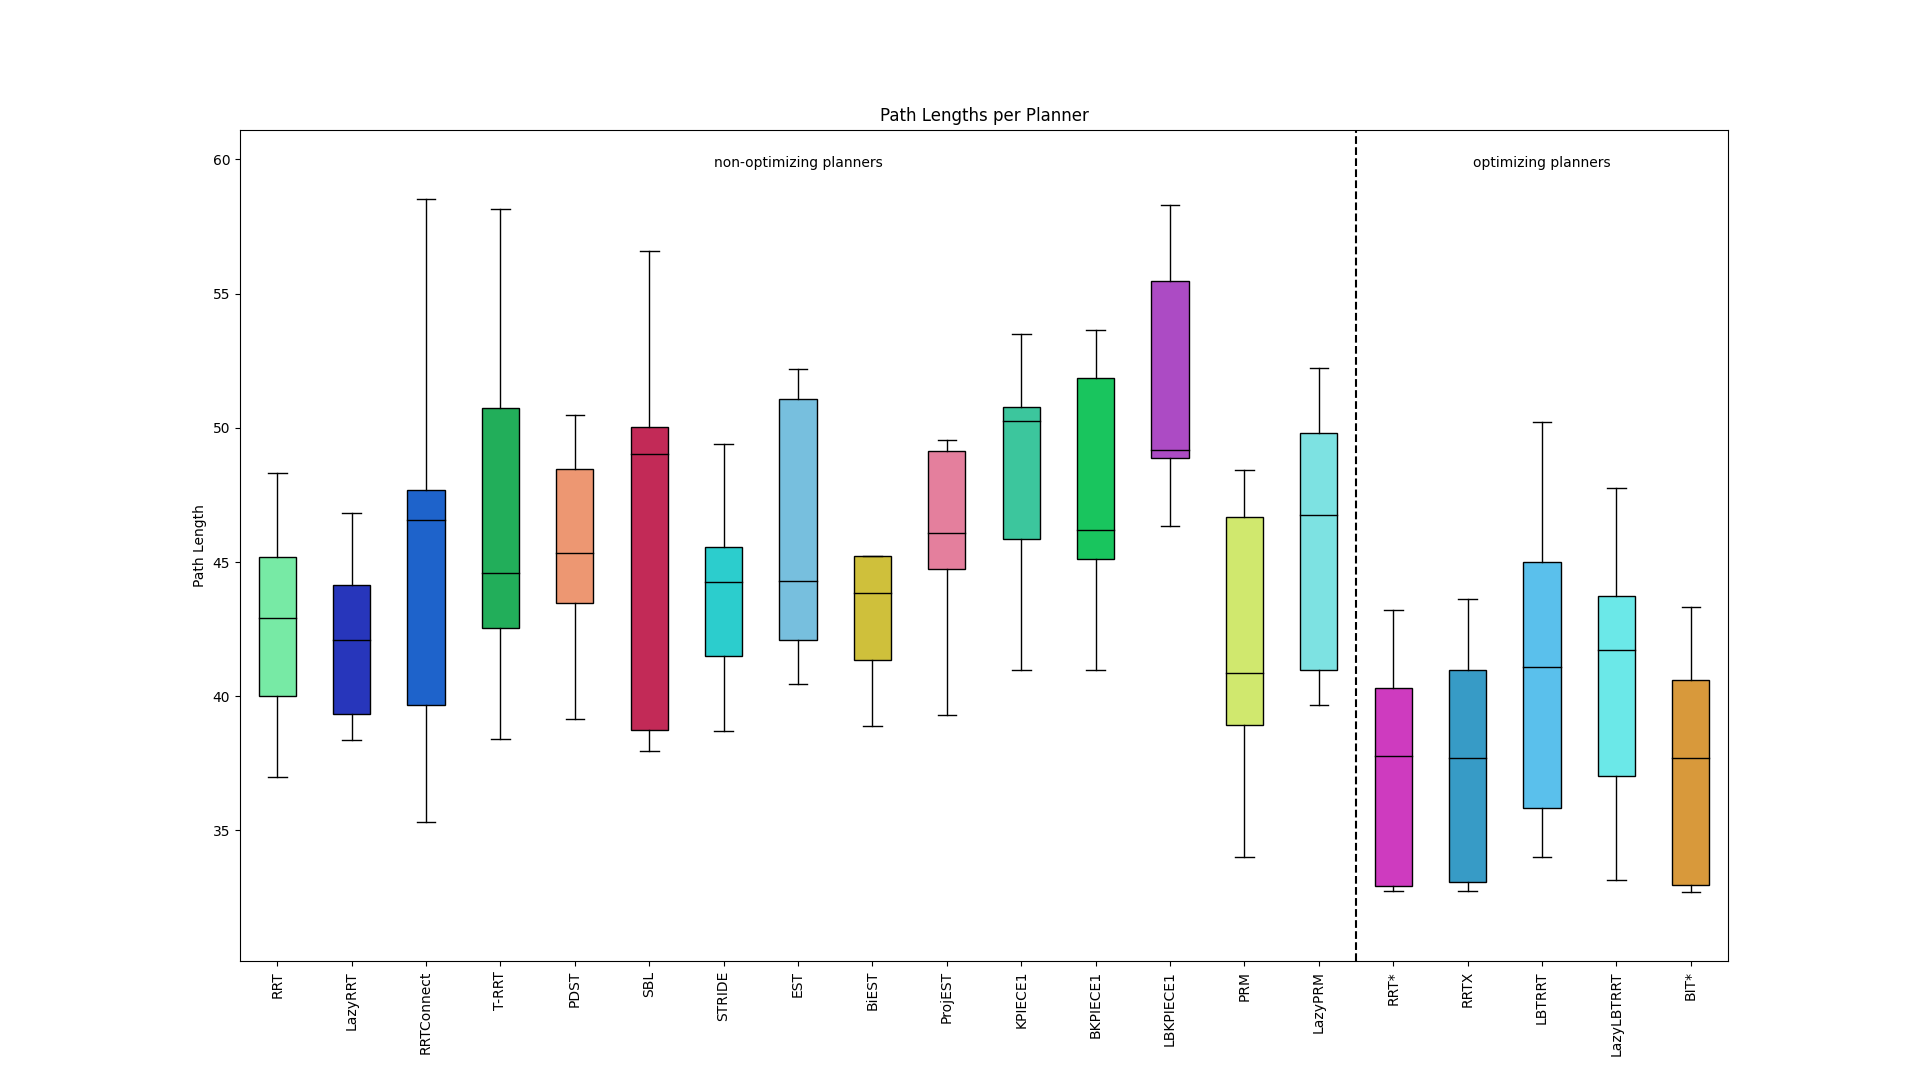 Path Lengths per Planner
non-optimizing planners
optimizing planners
60
55
50
45
40
35
Path Length
RRT
LazyRRT
RRTConnect
T-RRT
PDST
SBL
STRIDE
EST
BiEST
ProjEST
KPIECE1
BKPIECE1
LBKPIECE1
PRM
LazyPRM
RRT*
RRTX
LBTRRT
LazyLBTRRT
BIT*